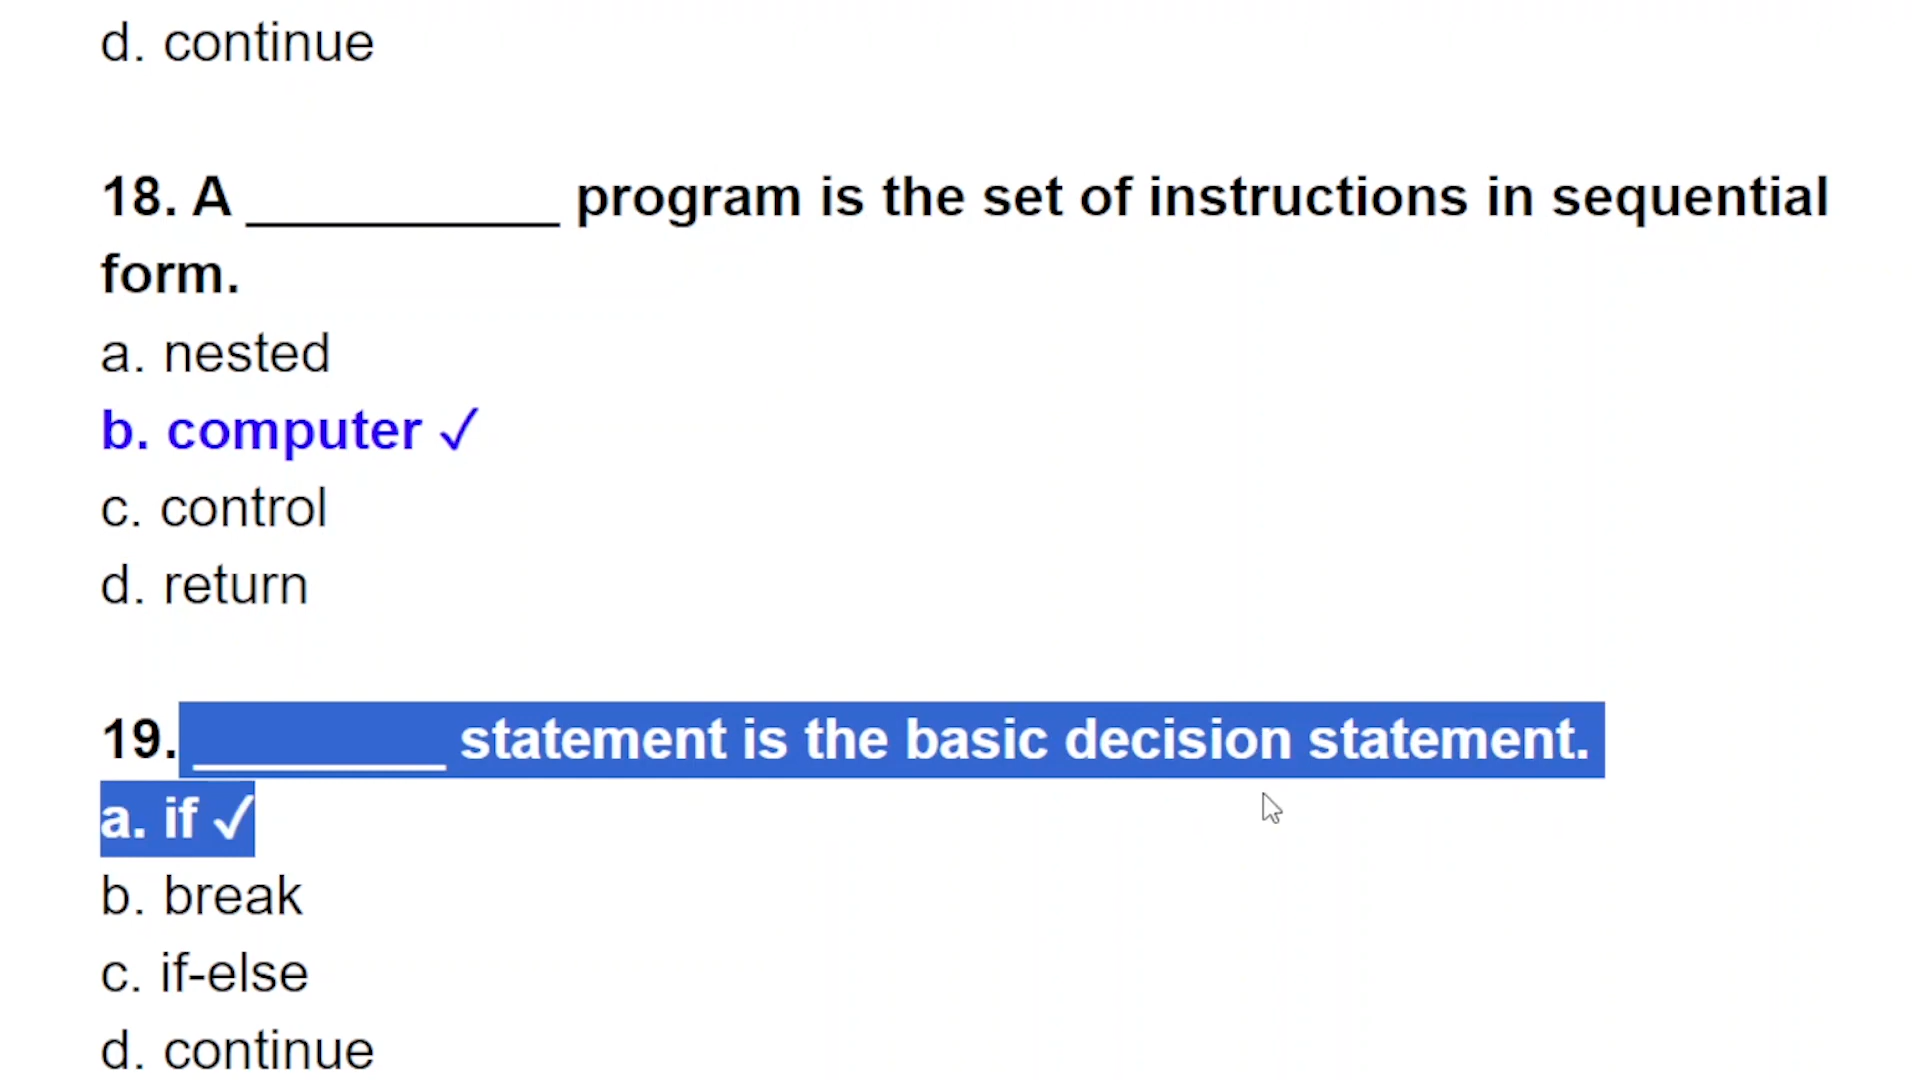 d. continue
18. A __________ program is the set of instructions in sequential
form.
a. nested
b. computer ✓
c. control
d. return
19. ________ statement is the basic decision statement.
a. if ✓
b. break
c. if-else
d. continue